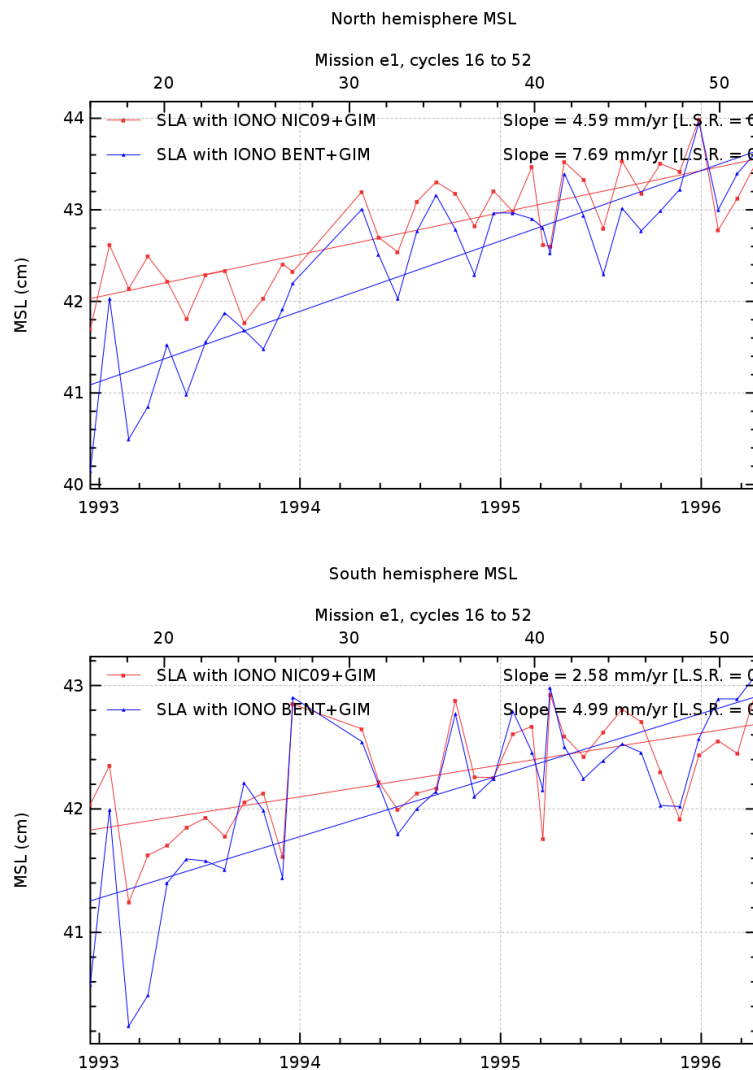 North hemisphere MSL
Mission e1, cycles 16 to 52
20 30 40 50
44
SLA with IONO NIC09+GIM Slope = 4.59 mm/yr [L.S.R. = 0
SLA with IONO BENT+GIM Slope = 7.69 mm/yr [L.S.R. = 0
43
MSL (cm)
42
41
40
1993 1994 1995 1996
South hemisphere MSL
Mission e1, cycles 16 to 52
20 30 40 50
43
SLA with IONO NIC09+GIM Slope = 2.58 mm/yr [L.S.R. = 0
SLA with IONO BENT+GIM Slope = 4.99 mm/yr [L.S.R. = 0
MSL (cm)
42
41
1993 1994 1995 1996